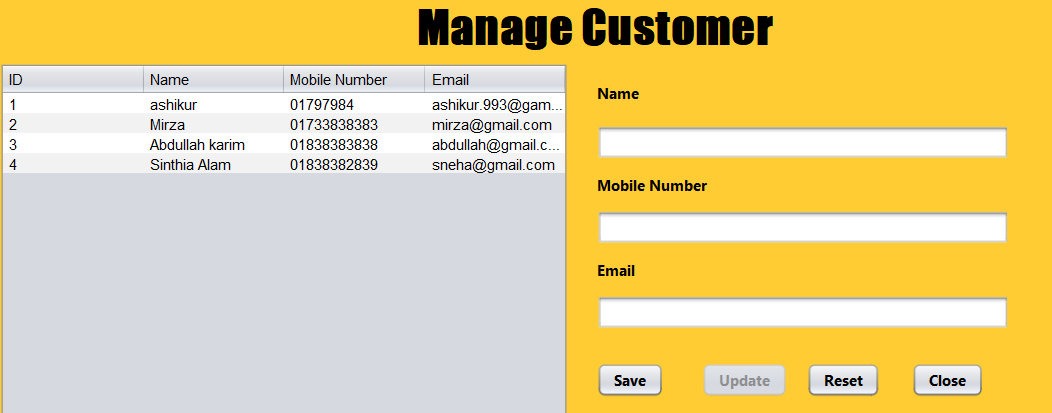 Manage Customer
ID Name Mobile Number Email
1 ashikur 01797984 ashikur.993@gam...
2 Mirza 01733838383 mirza@gmail.com
3 Abdullah karim 01838383838 abdullah@gmail.c...
4 Sinthia Alam 01838382839 sneha@gmail.com
Name
Mobile Number
Email
Save Update Reset Close